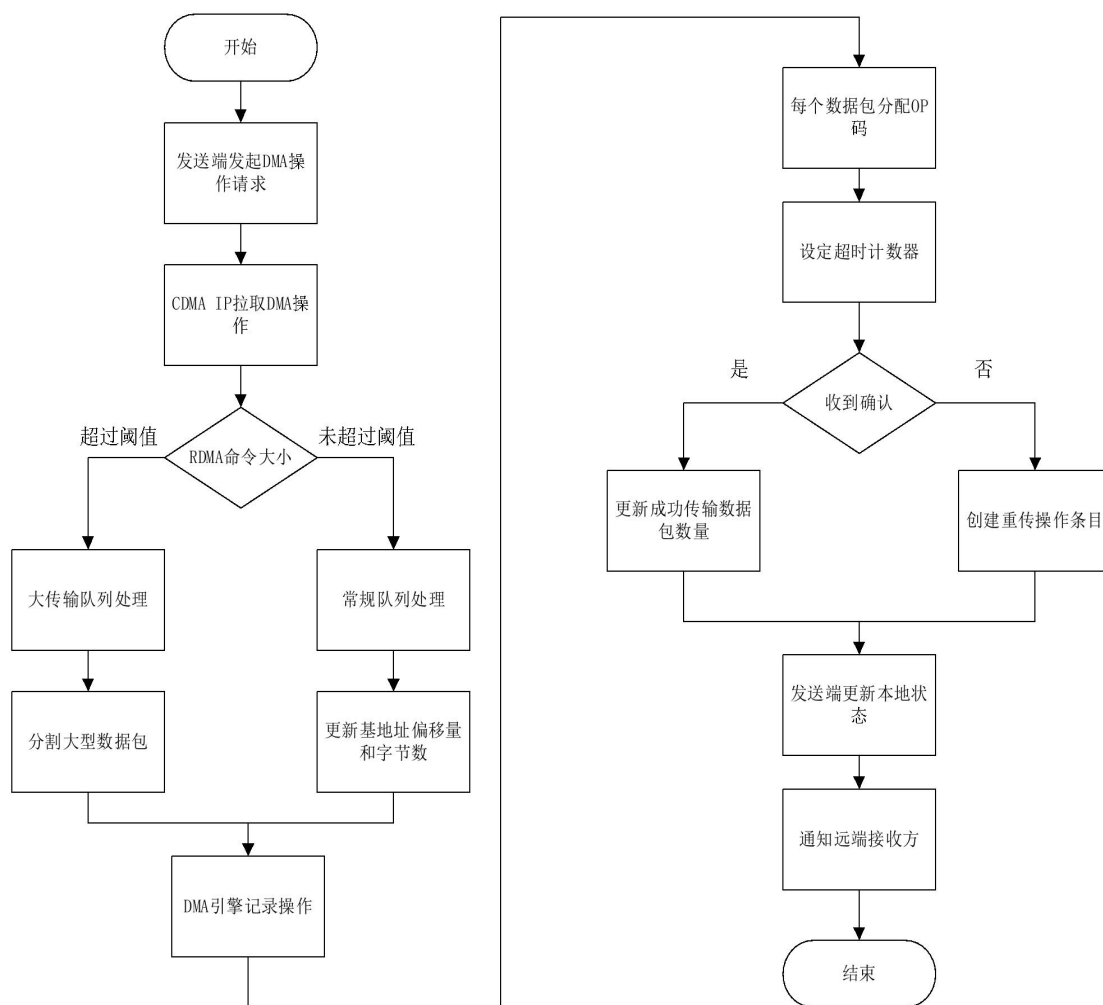 开始
发送端发起DMA操
作请求
CDMA IP拉取DMA操
作
RDMA命令大小
超过阈值
未超过阈值
大传输队列处理
常规队列处理
分割大型数据包
更新基地址偏移量
和字节数
DMA引擎记录操作
每个数据包分配OP
码
设定超时计数器
收到确认
是
否
更新成功传输数据
包数量
创建重传操作条目
发送端更新本地状
态
通知远端接收方
结束